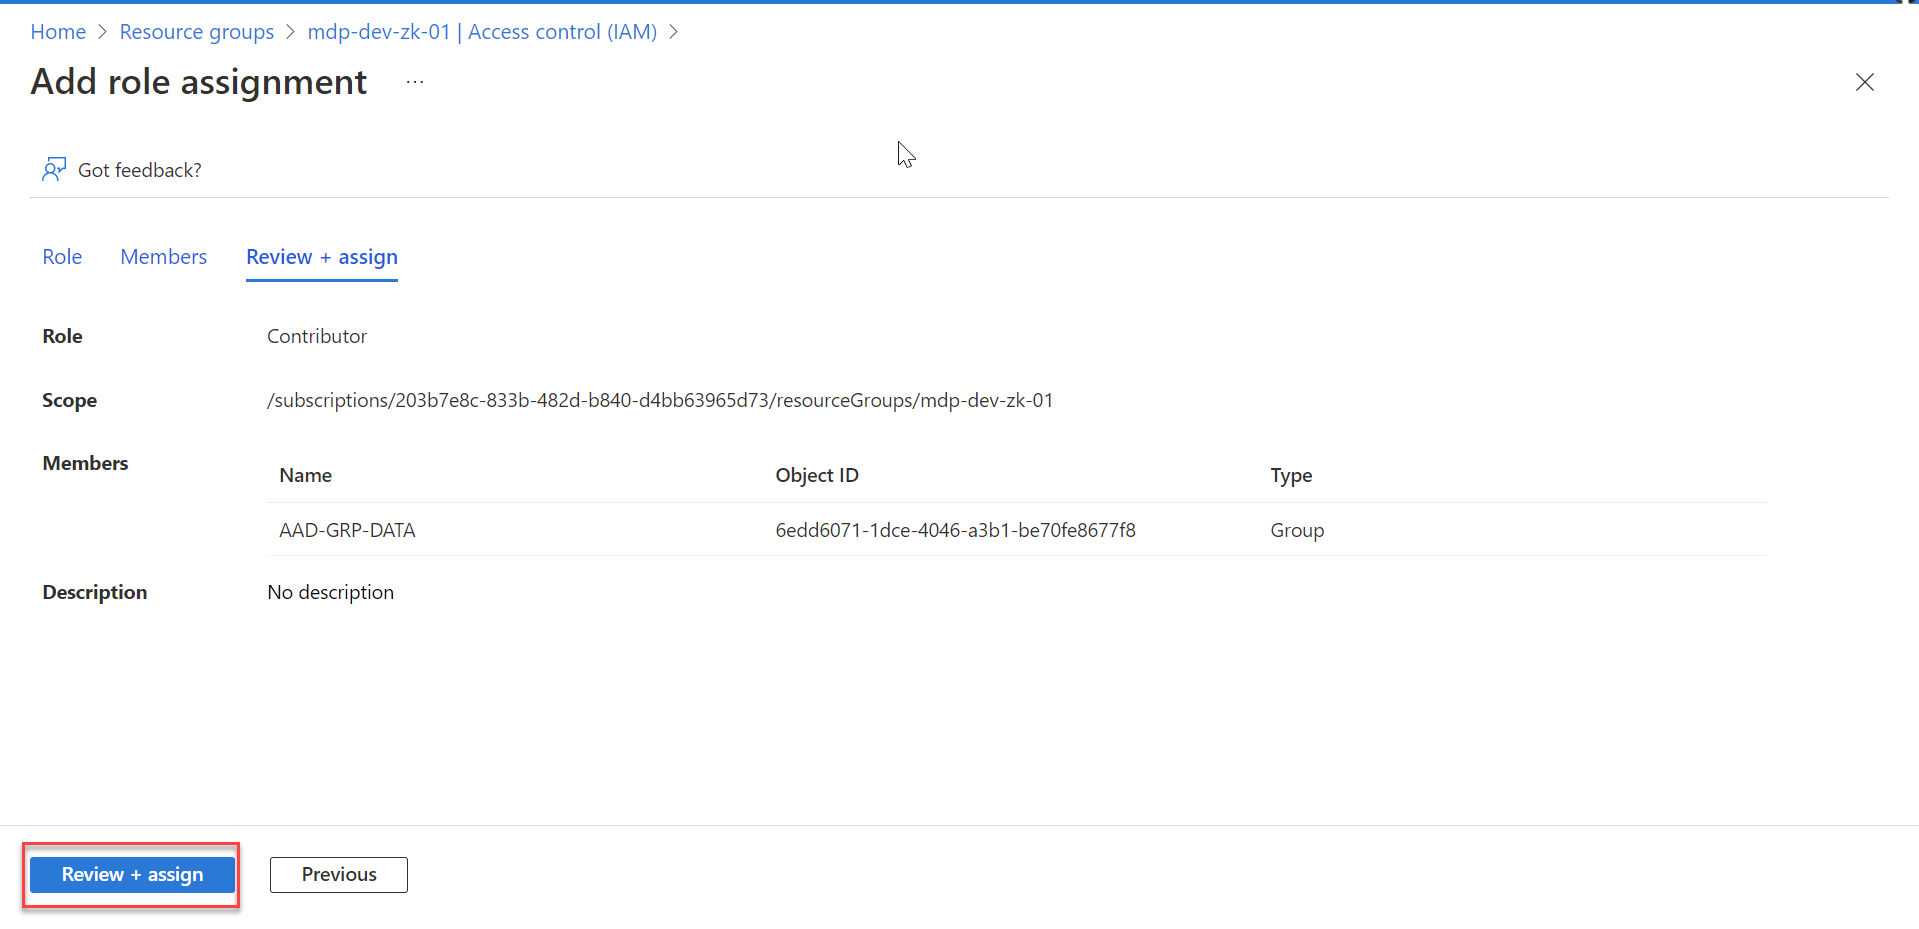 Home > Resource groups > mdp-dev-zk-01 | Access control (IAM) >
Add role assignment ...
Got feedback?
Role Members Review + assign
Role Contributor
Scope /subscriptions/203b7e8c-833b-482d-b840-d4bb63965d73/resourceGroups/mdp-dev-zk-01
Members Name Object ID Type
AAD-GRP-DATA 6edd6071-1dce-4046-a3b1-be70fe8677f8 Group
Description No description
Review + assign Previous